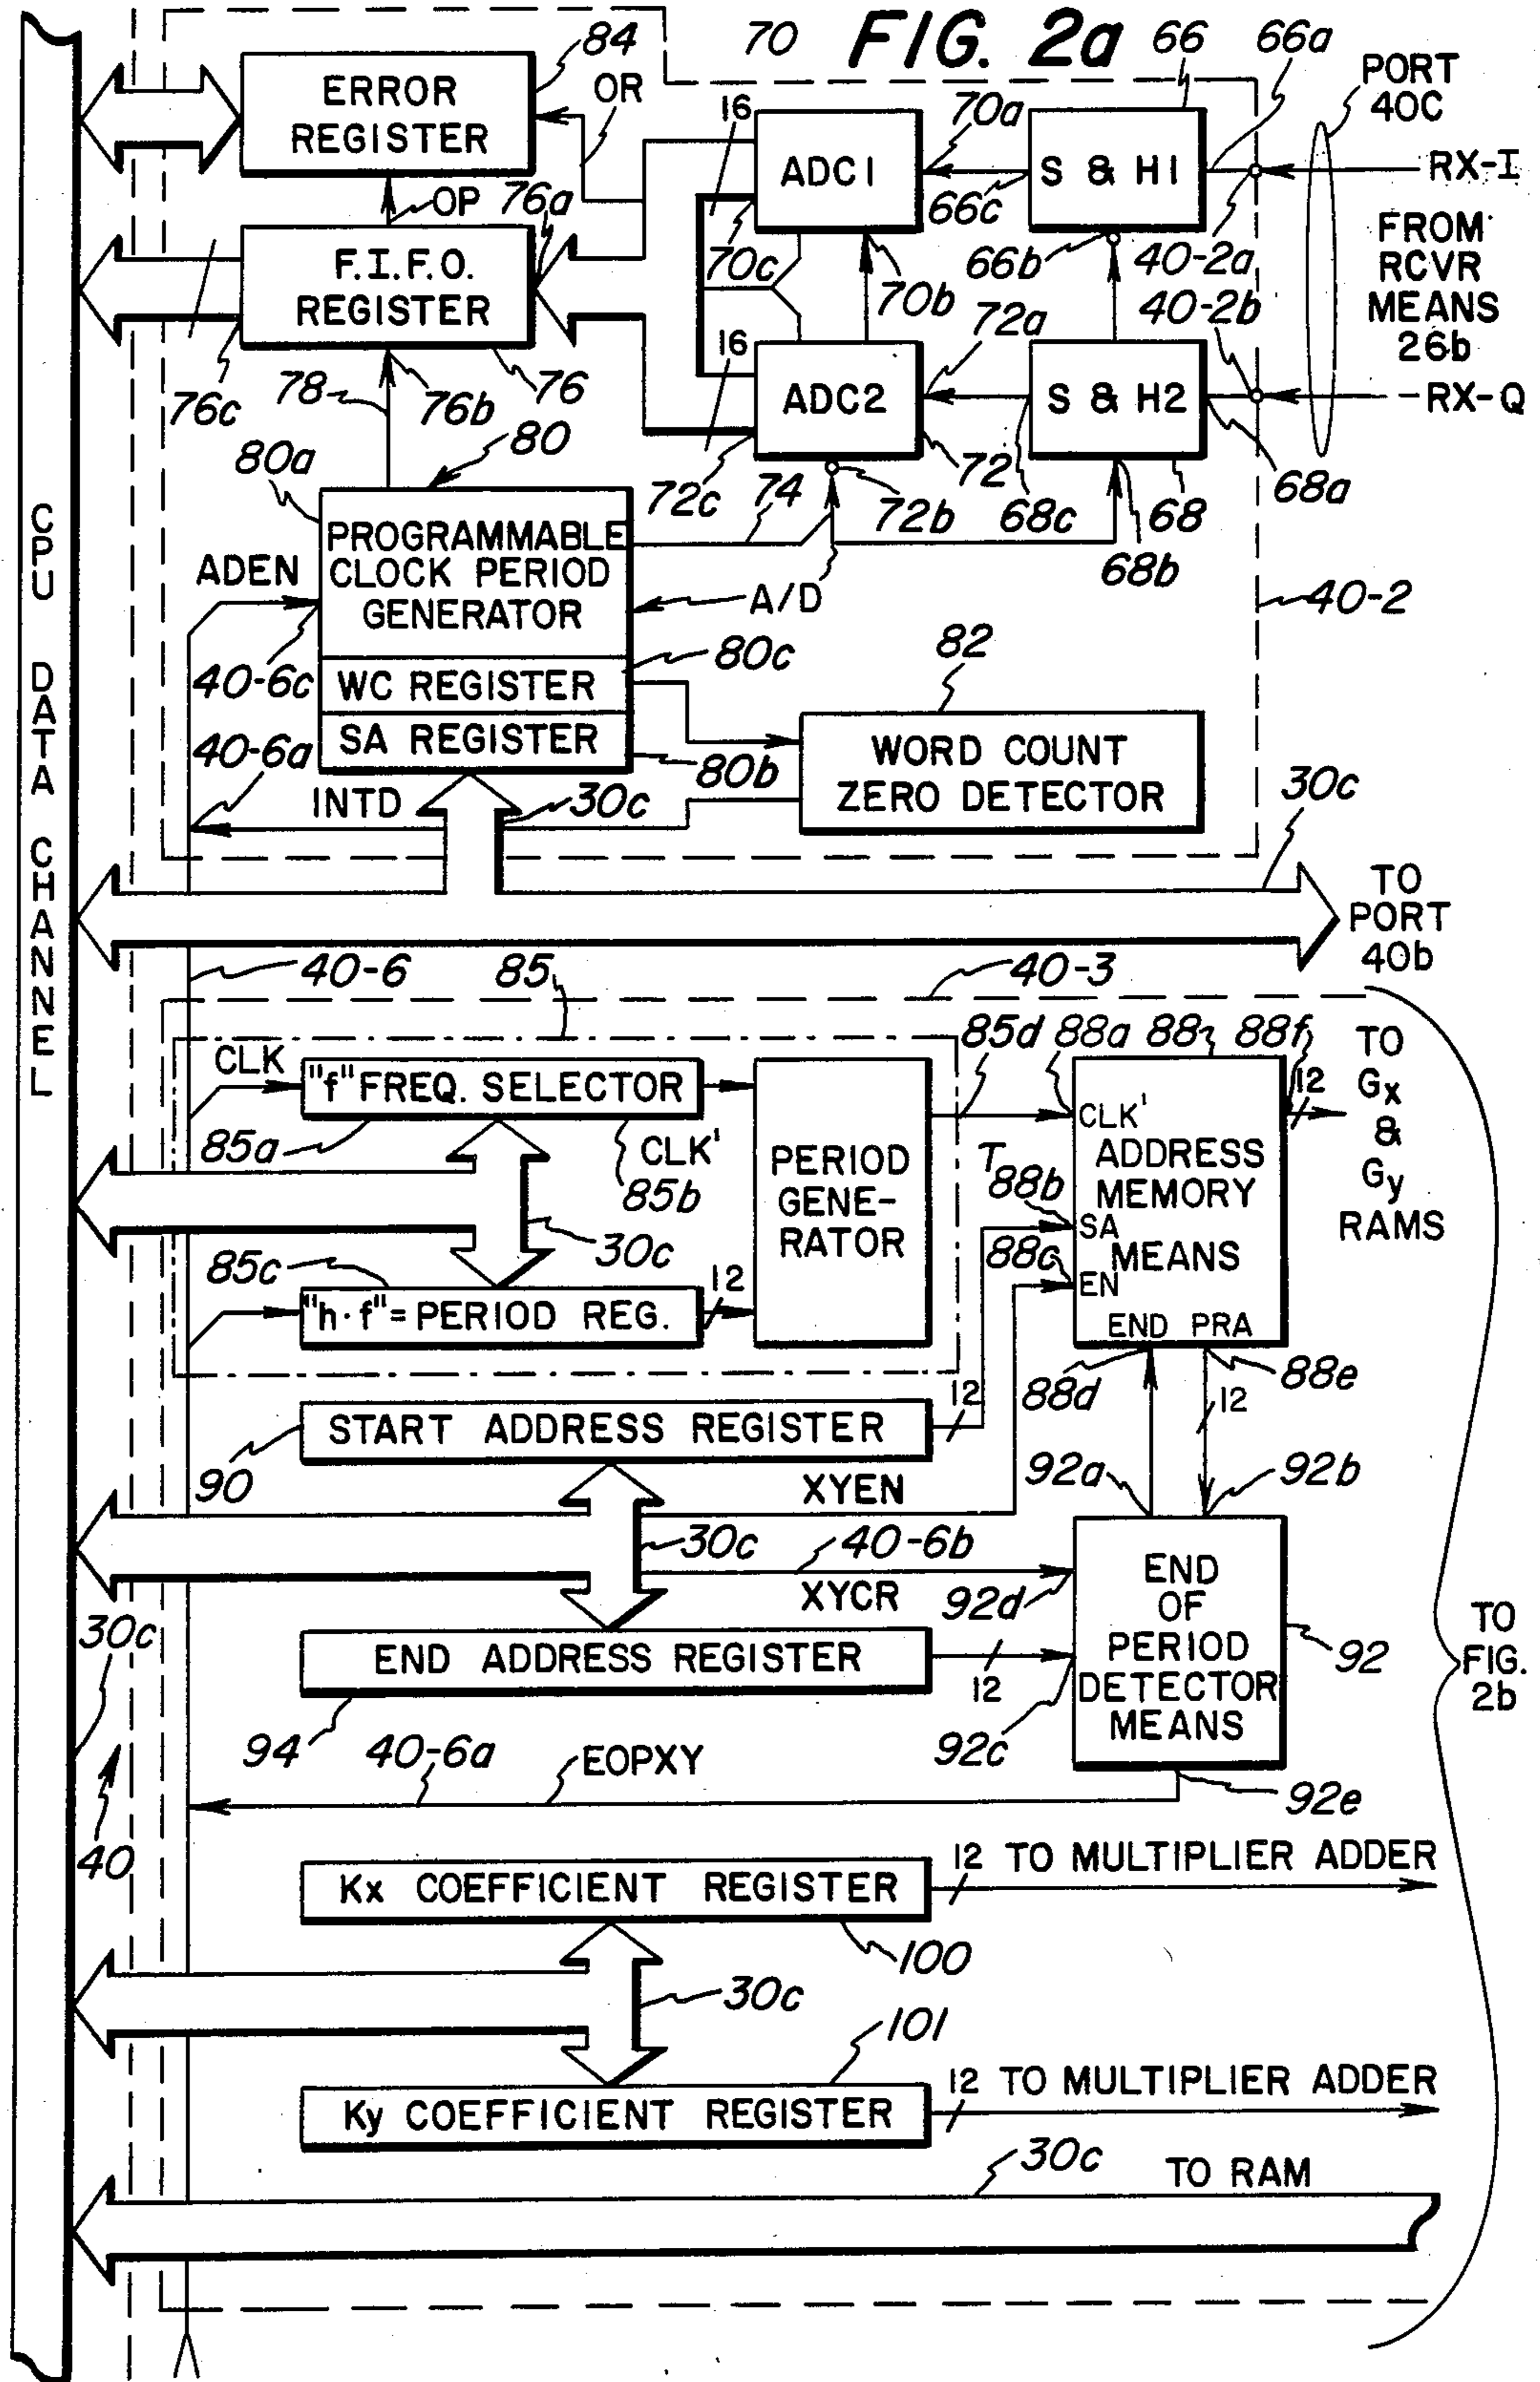 FIG. 2a
84
70
66
66a
PORT
40C
ERROR
REGISTER
OR
16
70a
ADC1
S & H1
RX-I
66c
OP
76a
70c
66b
40-2a
FROM
RCVR
MEANS
26b
F.I.F.O.
REGISTER
70b
72a
40-2b
16
ADC2
S & H2
RX-Q
76c
78
76b
76
16
80a
80
72c
74
72b
72
68c
68
68b
68a
ADEN
PROGRAMMABLE
CLOCK PERIOD
GENERATOR
A/D
40-2
40-6c
WC REGISTER
80c
82
SA REGISTER
80b
40-6a
INTD
30c
WORD COUNT
ZERO DETECTOR
30c
TO
PORT
40b
CPU DATA CHANNEL
40-6
85
40-3
CLK
"f" FREQ. SELECTOR
85a
CLK'
85b
PERIOD
GENE-
RATOR
85d
88a
88
88f
12
TO
Gx
&
Gy
RAMS
CLK'
ADDRESS
MEMORY
MEANS
T
88b
SA
88c
EN
END
PRA
30c
85c
"h·f"=PERIOD REG.
12
88d
88e
12
START ADDRESS REGISTER
12
90
XYEN
92a
92b
30c
40-6b
XYCR
92d
END
OF
PERIOD
DETECTOR
MEANS
92
TO
FIG.
2b
30c
END ADDRESS REGISTER
12
94
92c
40-6a
EOPXY
92e
40
Kx COEFFICIENT REGISTER
12
TO MULTIPLIER ADDER
100
30c
101
Ky COEFFICIENT REGISTER
12
TO MULTIPLIER ADDER
30c
TO RAM